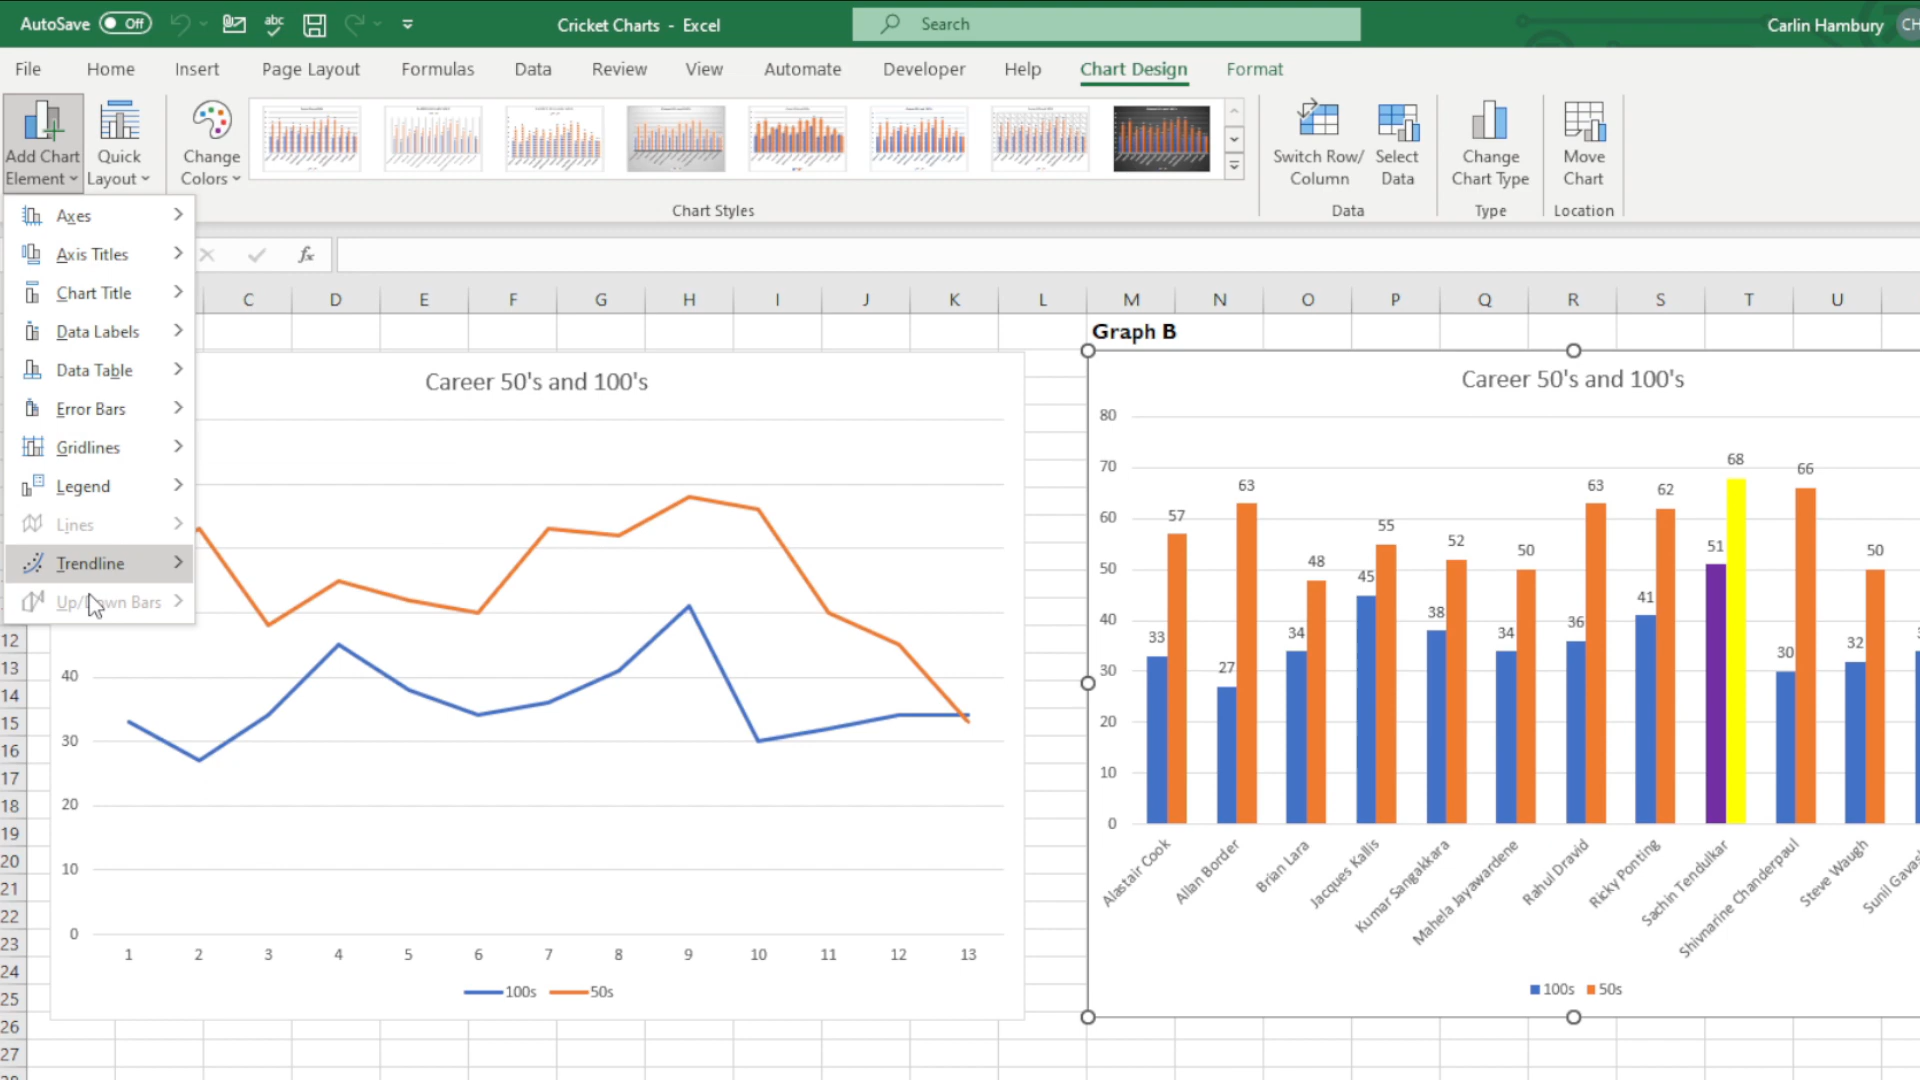 AutoSave Off
abc
Cricket Charts - Excel
Search
Carlin Hambury
CH
File Home Insert Page Layout Formulas Data Review View Automate Developer Help Chart Design Format
Add Chart Element
Quick Layout
Change Colors
Chart Styles
Switch Row/ Column
Select Data
Data
Change Chart Type
Type
Move Chart
Location
Axes
Axis Titles
Chart Title
Data Labels
Data Table
Error Bars
Gridlines
Legend
Lines
Trendline
Up/Down Bars
fx
C D E F G H I J K L M N O P Q R S T U
12
13
14
15
16
17
18
19
20
21
22
23
24
25
26
27
Career 50's and 100's
40
30
20
10
0
1 2 3 4 5 6 7 8 9 10 11 12 13
100s 50s
Graph B
Career 50's and 100's
80
70
60
50
40
30
20
10
0
33 57
27 63
34 48
45 55
38 52
34 50
36 63
41 62
51 68
30 66
32 50
Alastair Cook
Allan Border
Brian Lara
Jacques Kallis
Kumar Sangakkara
Mahela Jayawardene
Rahul Dravid
Ricky Ponting
Sachin Tendulkar
Shivnarine Chanderpaul
Steve Waugh
Sunil Gavas
100s 50s